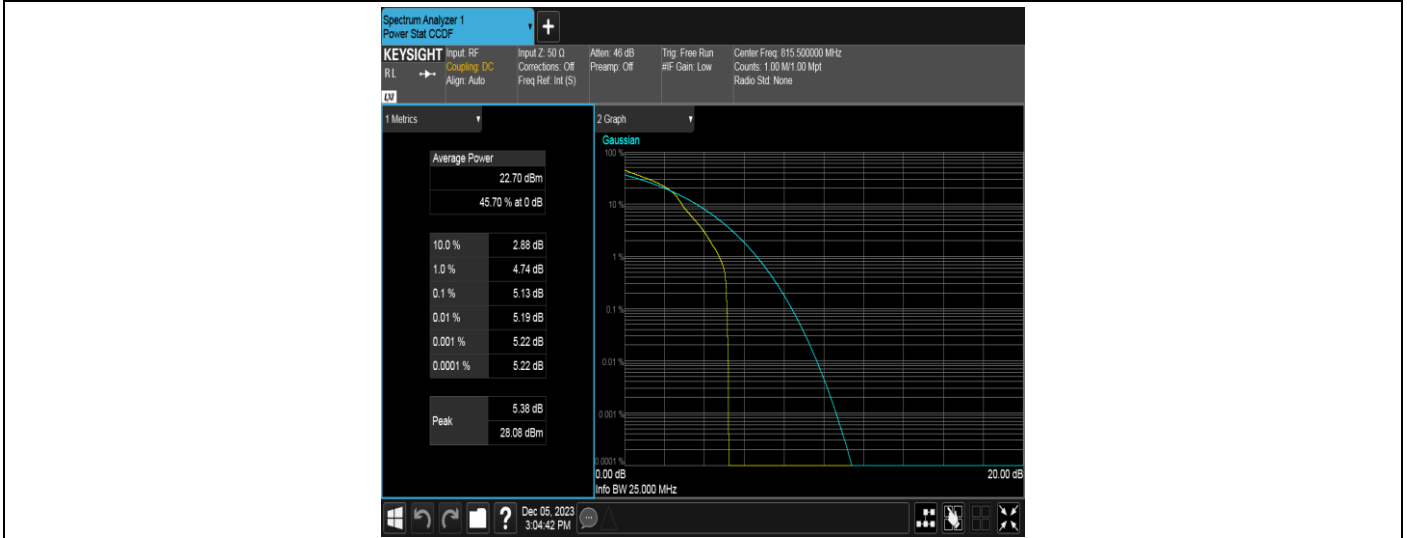 Spectrum Analyzer 1
Power Stat CCDF
+
KEYSIGHT
RL
LXI
Input: RF
Coupling: DC
Align: Auto
Input Z: 50 Ω
Corrections: Off
Freq Ref: Int (S)
Atten: 46 dB
Preamp: Off
Trig: Free Run
#IF Gain: Low
Center Freq: 815.500000 MHz
Counts: 1.00 M/1.00 Mpt
Radio Std: None
1 Metrics
Average Power
22.70 dBm
45.70 % at 0 dB
10.0 % 2.88 dB
1.0 % 4.74 dB
0.1 % 5.13 dB
0.01 % 5.19 dB
0.001 % 5.22 dB
0.0001 % 5.22 dB
Peak
5.38 dB
28.08 dBm
2 Graph
Gaussian
100 %
10 %
1 %
0.1 %
0.01 %
0.001 %
0.0001 %
0.00 dB 20.00 dB
Info BW 25.000 MHz
?
Dec 05, 2023
3:04:42 PM